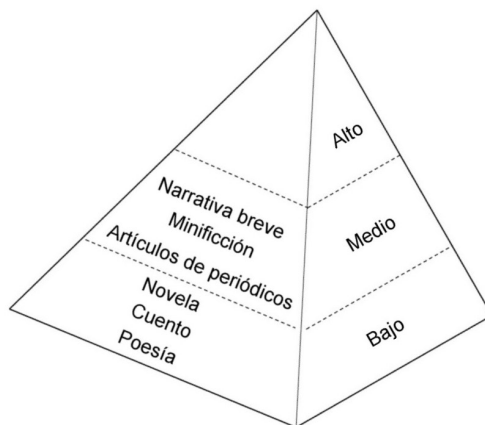 Alto
Narrativa breve
Minificción
Artículos de periódicos
Medio
Novela
Cuento
Poesía
Bajo